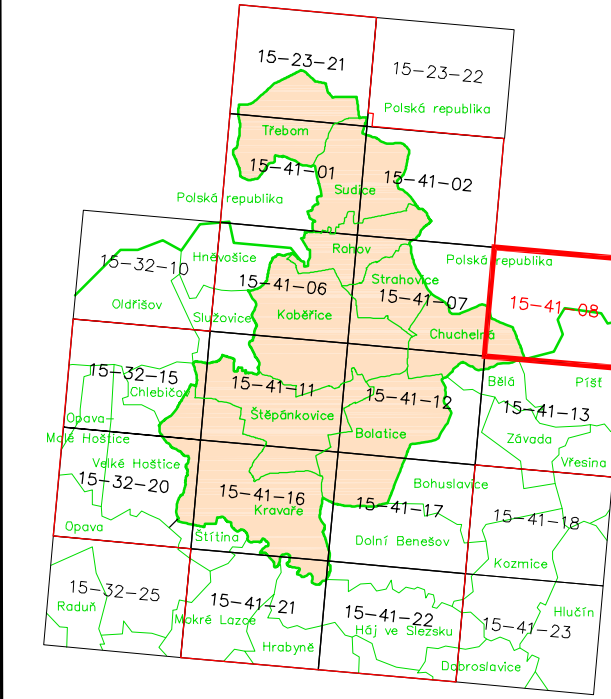 15-23-21
15-23-22
Polská republika
Třebom
15-41-01
15-41-02
Sudice
Polská republika
Rohov
Hněvošice
Polská republika
15-32-10
15-41-06
Strahovice
15-41-07
15-41-08
Oldřišov
Služovice
Kobeřice
Chuchelná
15-32-15
15-41-11
15-41-12
Bělá
Píšť
Chlebičov
15-41-13
Štěpánkovice
Opava-
Malé Hoštice
Bolatice
Závada
Velké Hoštice
Vřesina
15-32-20
15-41-16
Bohuslavice
Kravaře
15-41-17
15-41-18
Opava
Štítina
Dolní Benešov
Kozmice
15-32-25
15-41-21
15-41-22
Hlučín
Raduň
Mokré Lazce
Háj ve Slezsku
15-41-23
Hrabyně
Dobroslavice